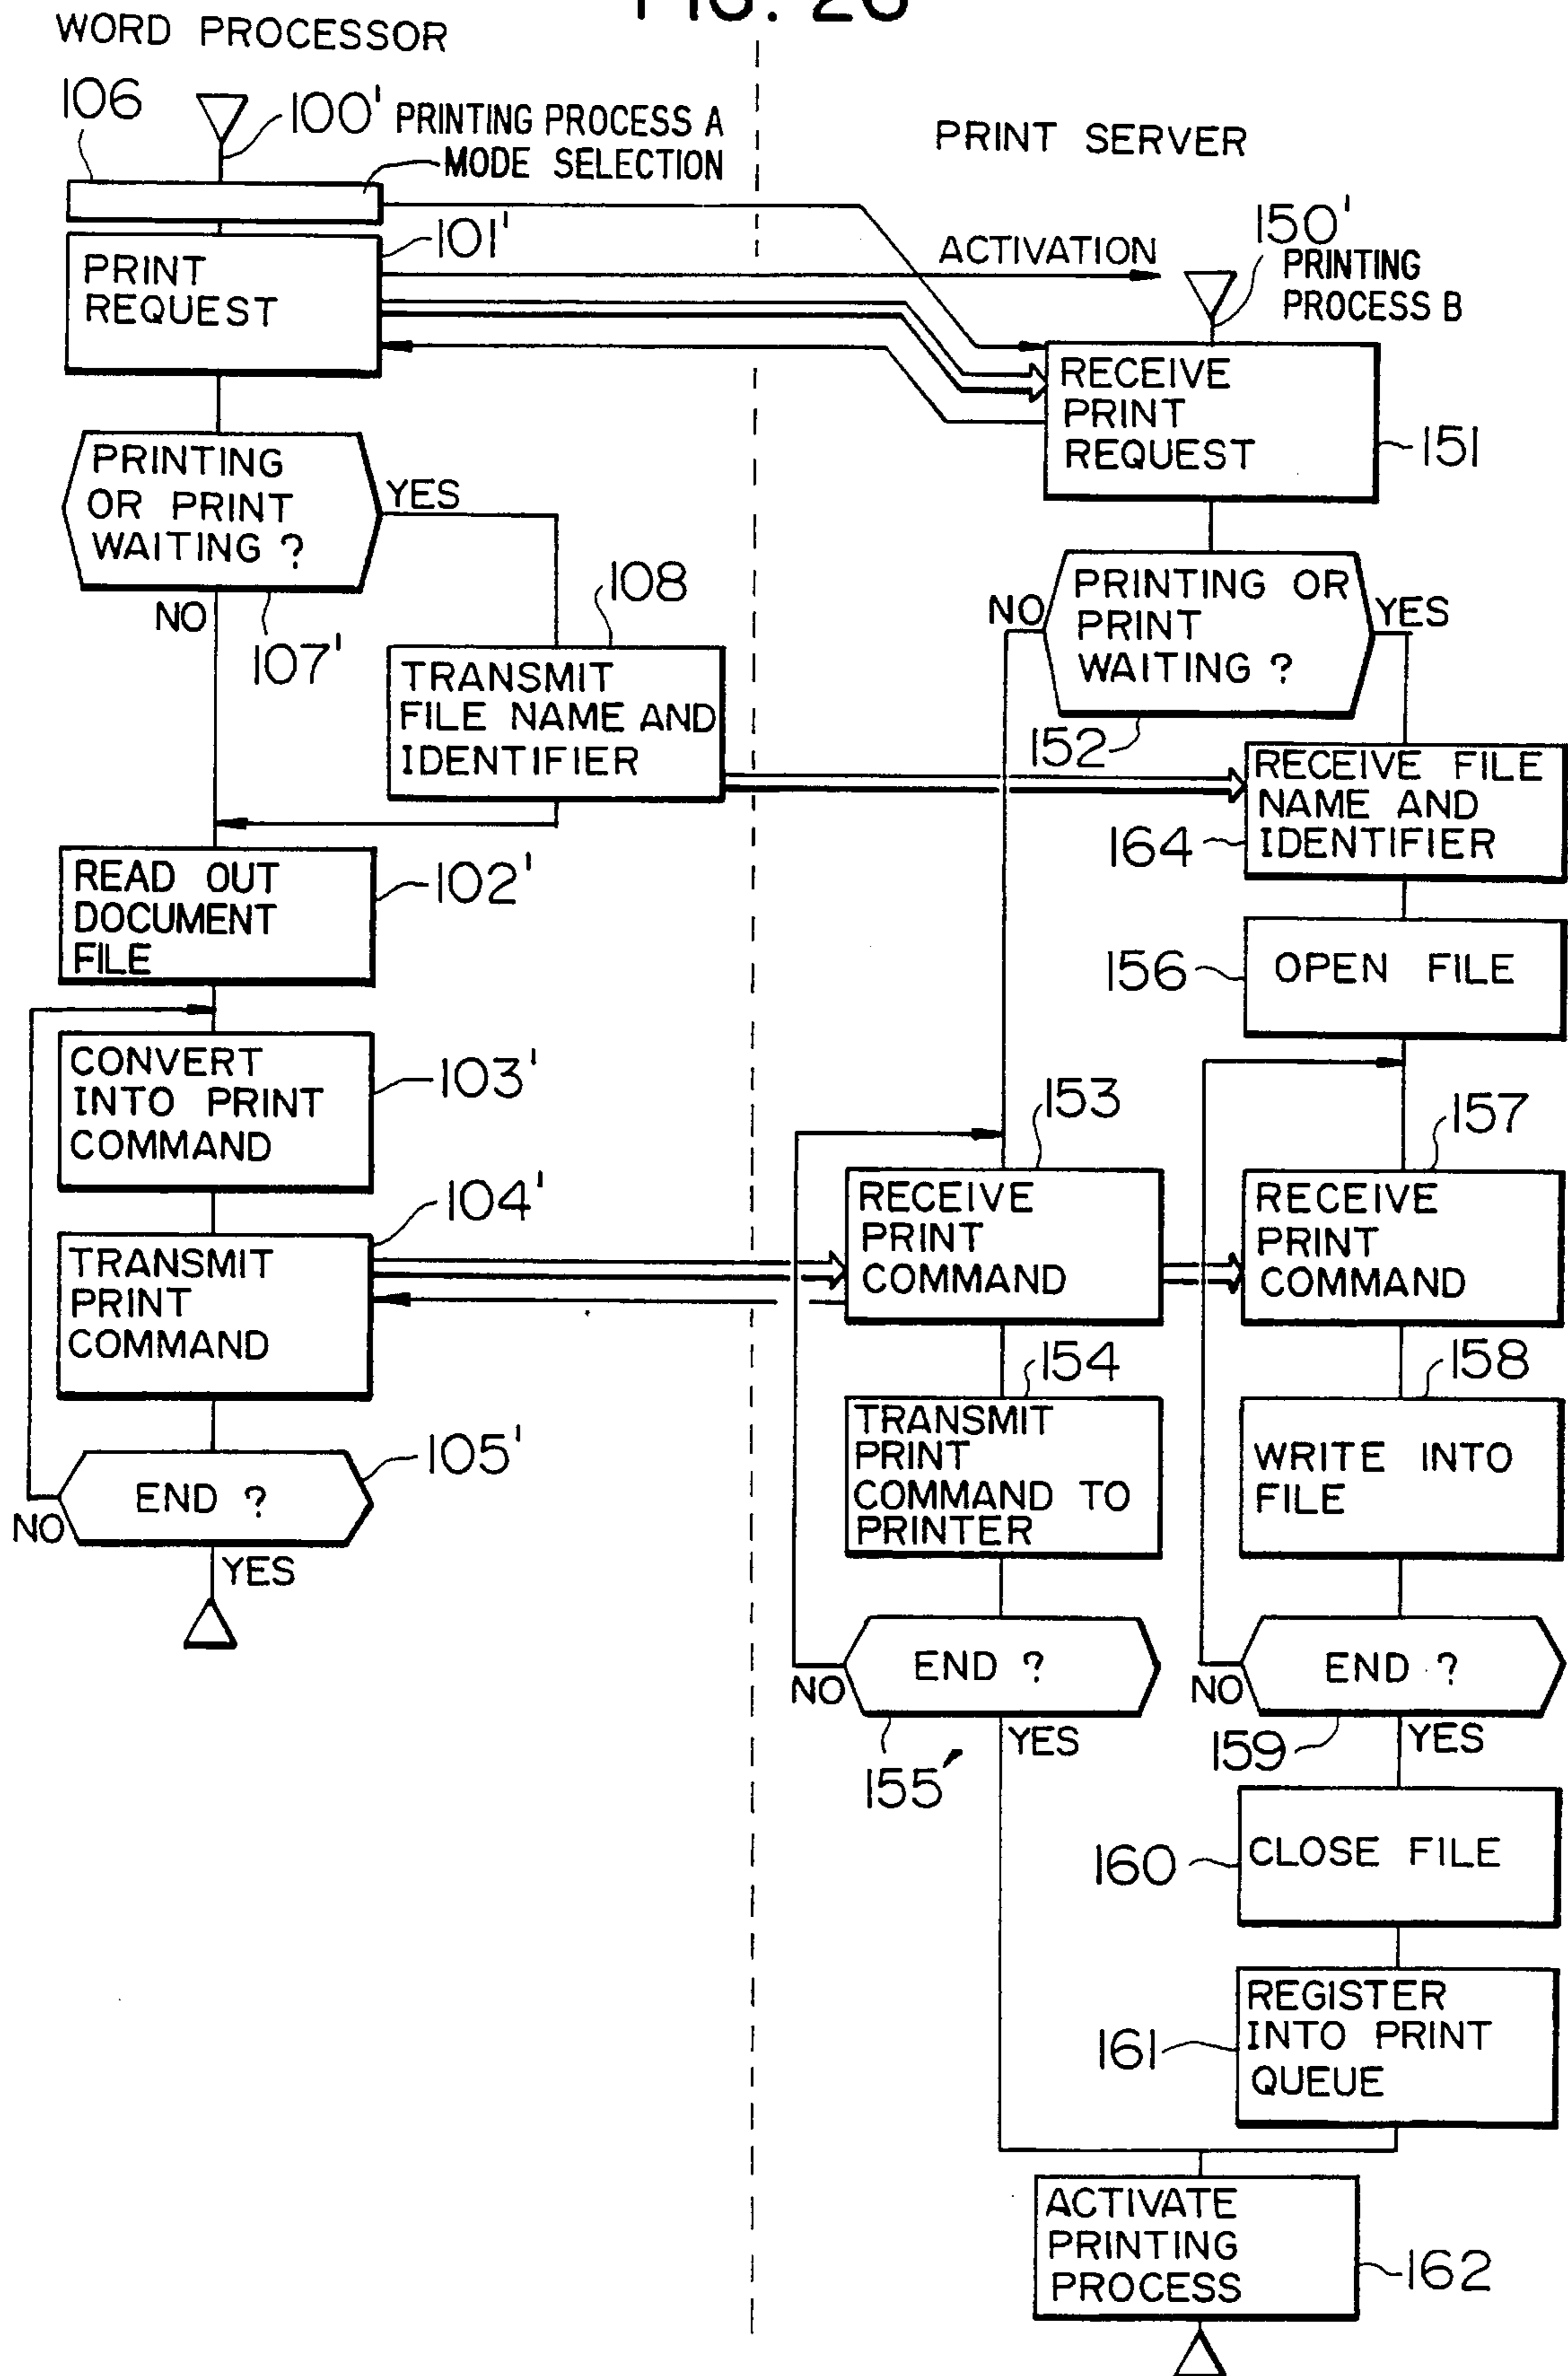 FIG. 26
WORD PROCESSOR
106
100' PRINTING PROCESS A
MODE SELECTION
PRINT SERVER
101'
PRINT
REQUEST
ACTIVATION
150'
PRINTING
PROCESS B
RECEIVE
PRINT
REQUEST
151
PRINTING
OR PRINT
WAITING ?
YES
NO
107'
108
TRANSMIT
FILE NAME AND
IDENTIFIER
PRINTING OR
PRINT
WAITING ?
NO
YES
152
RECEIVE FILE
NAME AND
IDENTIFIER
164
READ OUT
DOCUMENT
FILE
102'
OPEN FILE
156
CONVERT
INTO PRINT
COMMAND
103'
153
157
TRANSMIT
PRINT
COMMAND
104'
RECEIVE
PRINT
COMMAND
RECEIVE
PRINT
COMMAND
154
TRANSMIT
PRINT
COMMAND TO
PRINTER
158
WRITE INTO
FILE
END ?
105'
NO
YES
END ?
NO
YES
155'
END ?
NO
YES
159
CLOSE FILE
160
REGISTER
INTO PRINT
QUEUE
161
ACTIVATE
PRINTING
PROCESS
162